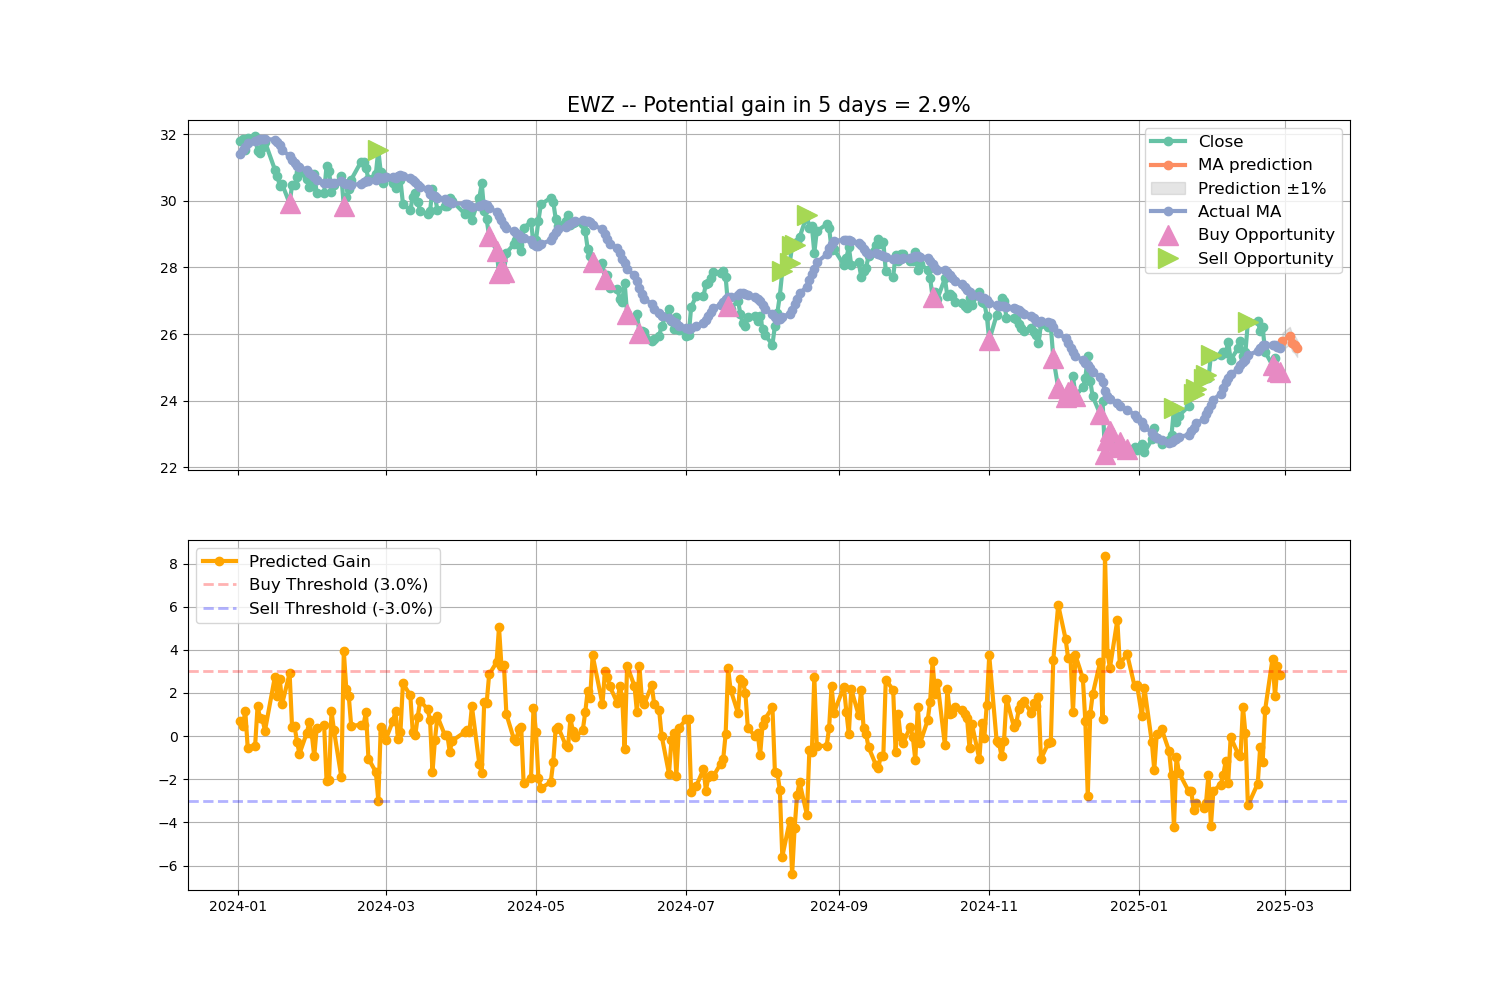 EWZ -- Potential gain in 5 days = 2.9%
32
30
28
26
24
22
Close
MA prediction
Prediction ±1%
Actual MA
Buy Opportunity
Sell Opportunity
8
6
4
2
0
−2
−4
−6
Predicted Gain
Buy Threshold (3.0%)
Sell Threshold (-3.0%)
2024-01 2024-03 2024-05 2024-07 2024-09 2024-11 2025-01 2025-03